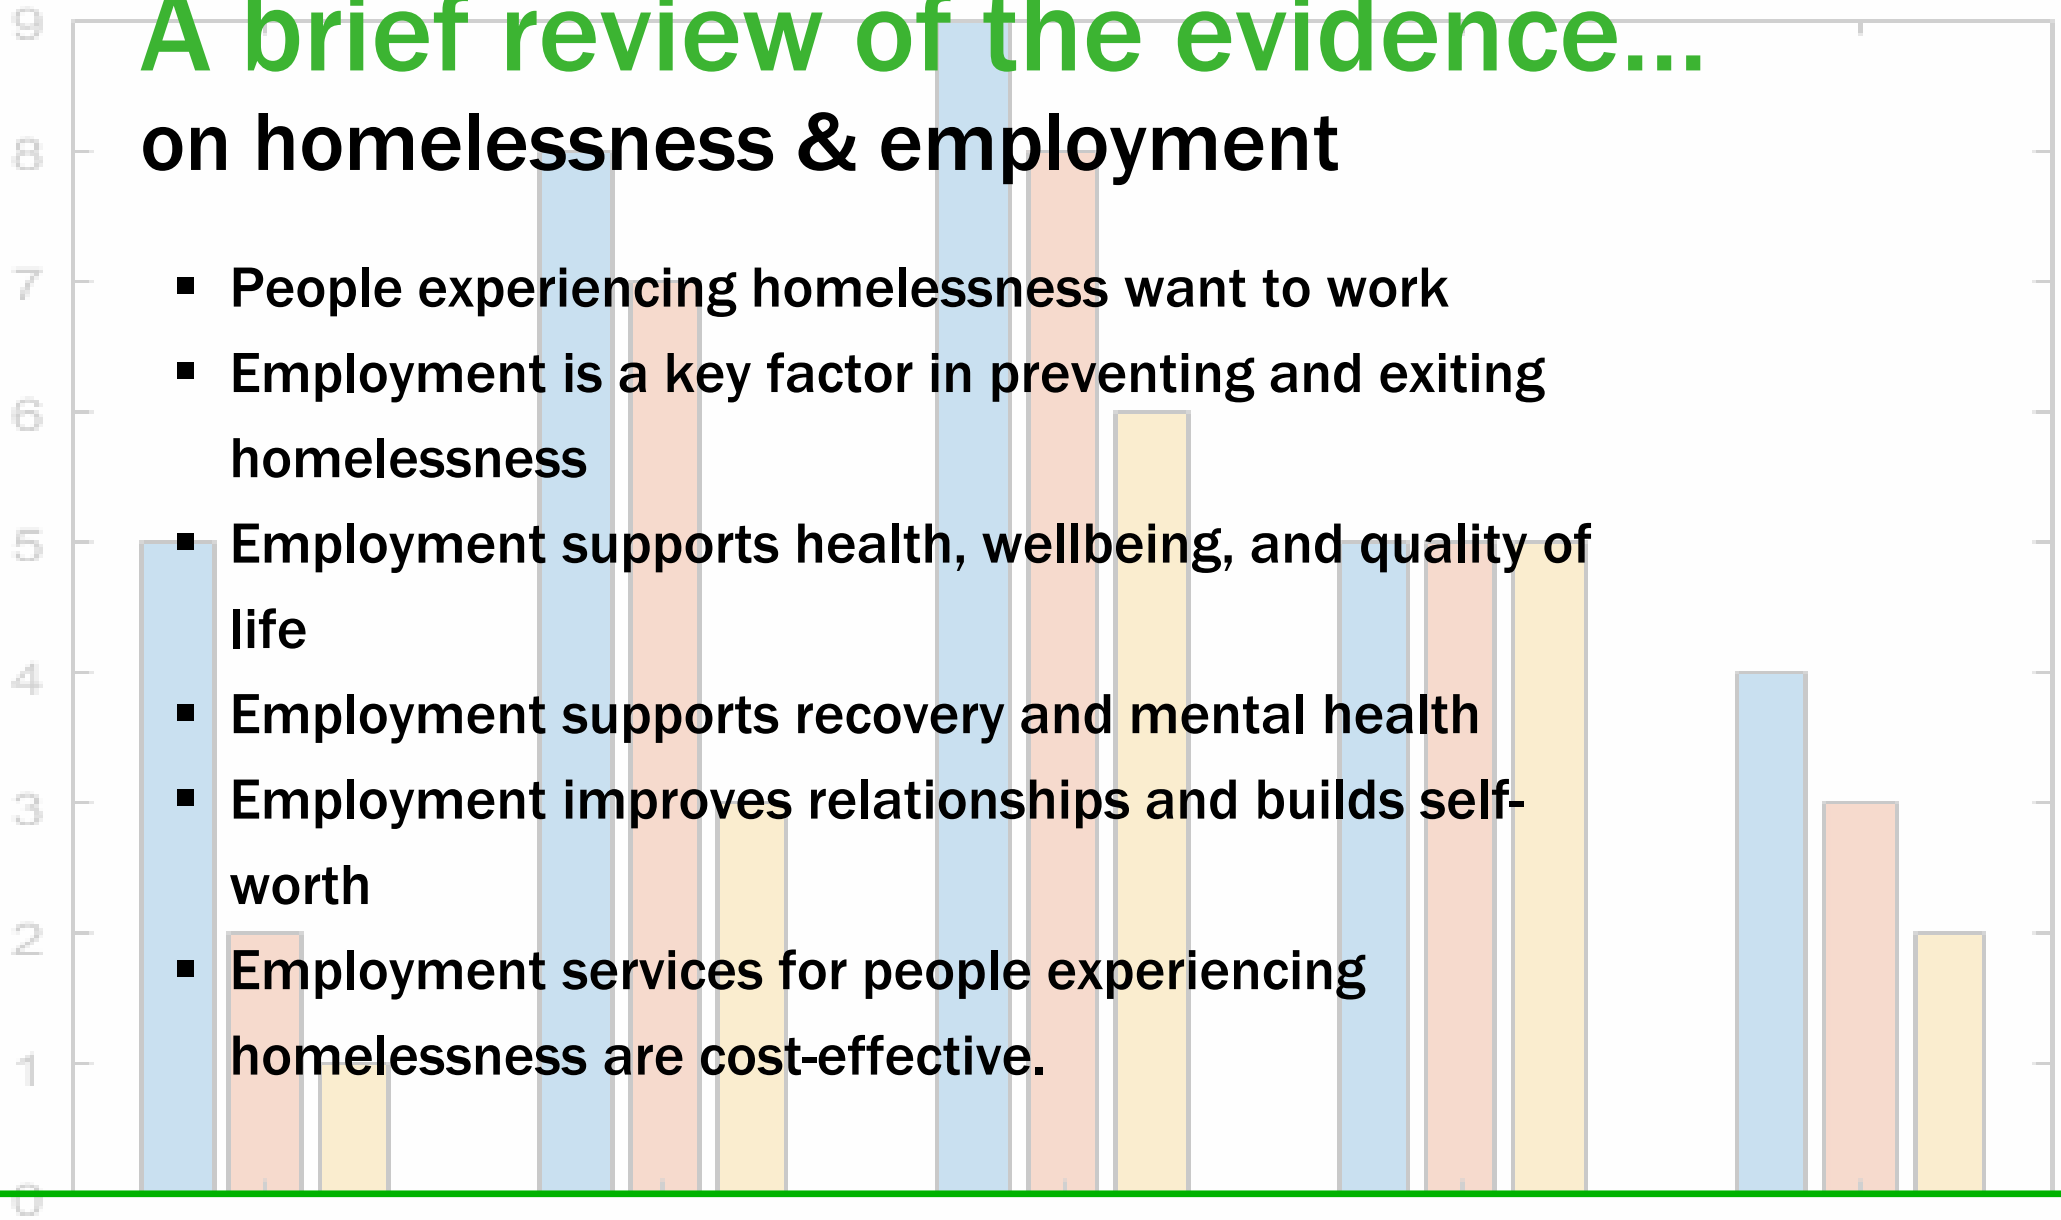 A brief review of the evidence...
on homelessness & employment
▪ People experiencing homelessness want to work
▪ Employment is a key factor in preventing and exiting
homelessness
▪ Employment supports health, wellbeing, and quality of
life
▪ Employment supports recovery and mental health
▪ Employment improves relationships and builds self-
worth
▪ Employment services for people experiencing
homelessness are cost-effective.
9
8
7
6
5
4
3
2
1
0